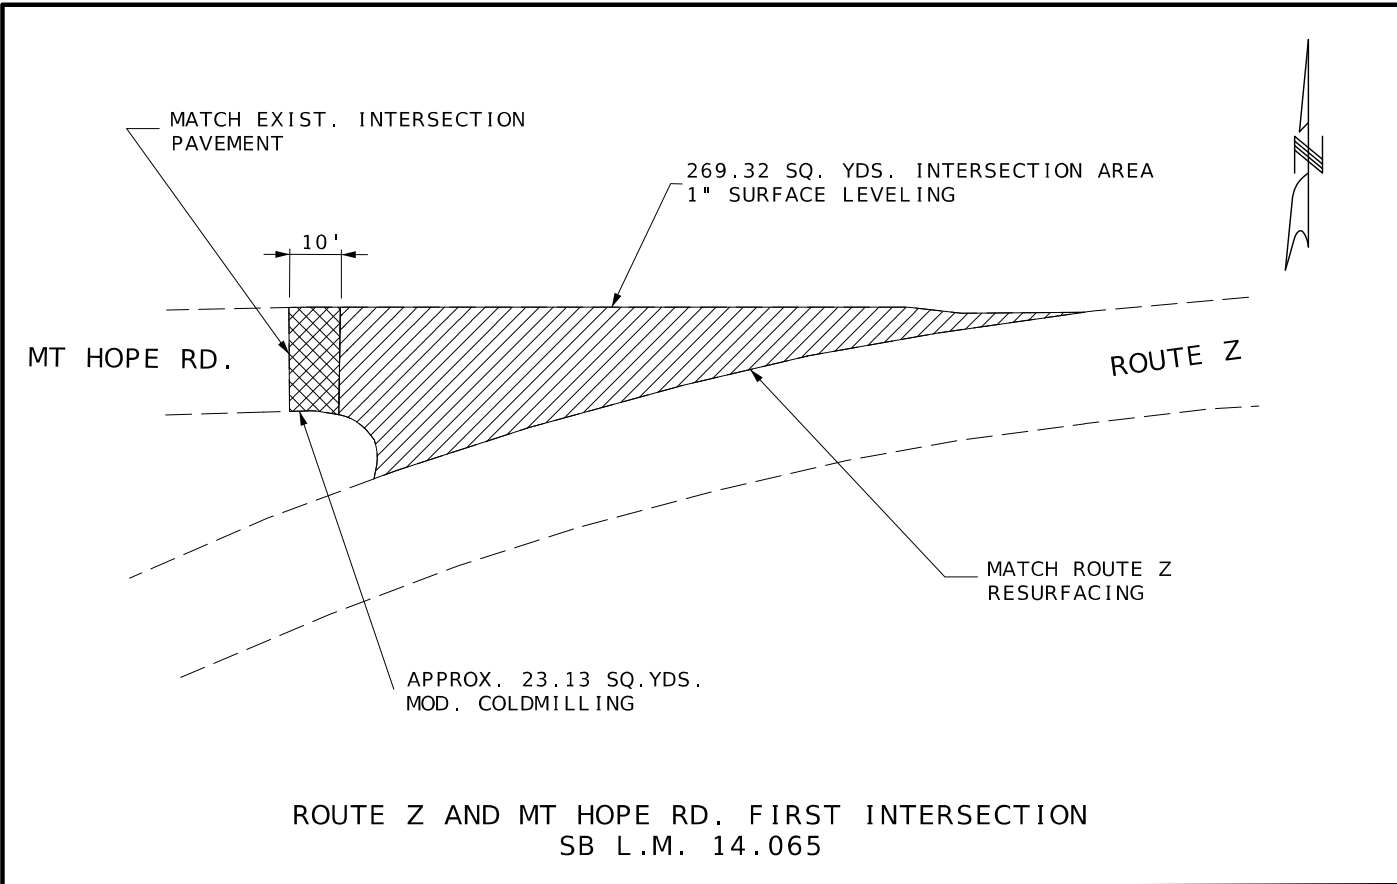 MATCH EXIST. INTERSECTION
PAVEMENT
269.32 SQ. YDS. INTERSECTION AREA
1" SURFACE LEVELING
10'
MT HOPE RD.
ROUTE Z
MATCH ROUTE Z
RESURFACING
APPROX. 23.13 SQ.YDS.
MOD. COLDMILLING
ROUTE Z AND MT HOPE RD. FIRST INTERSECTION
SB L.M. 14.065
N